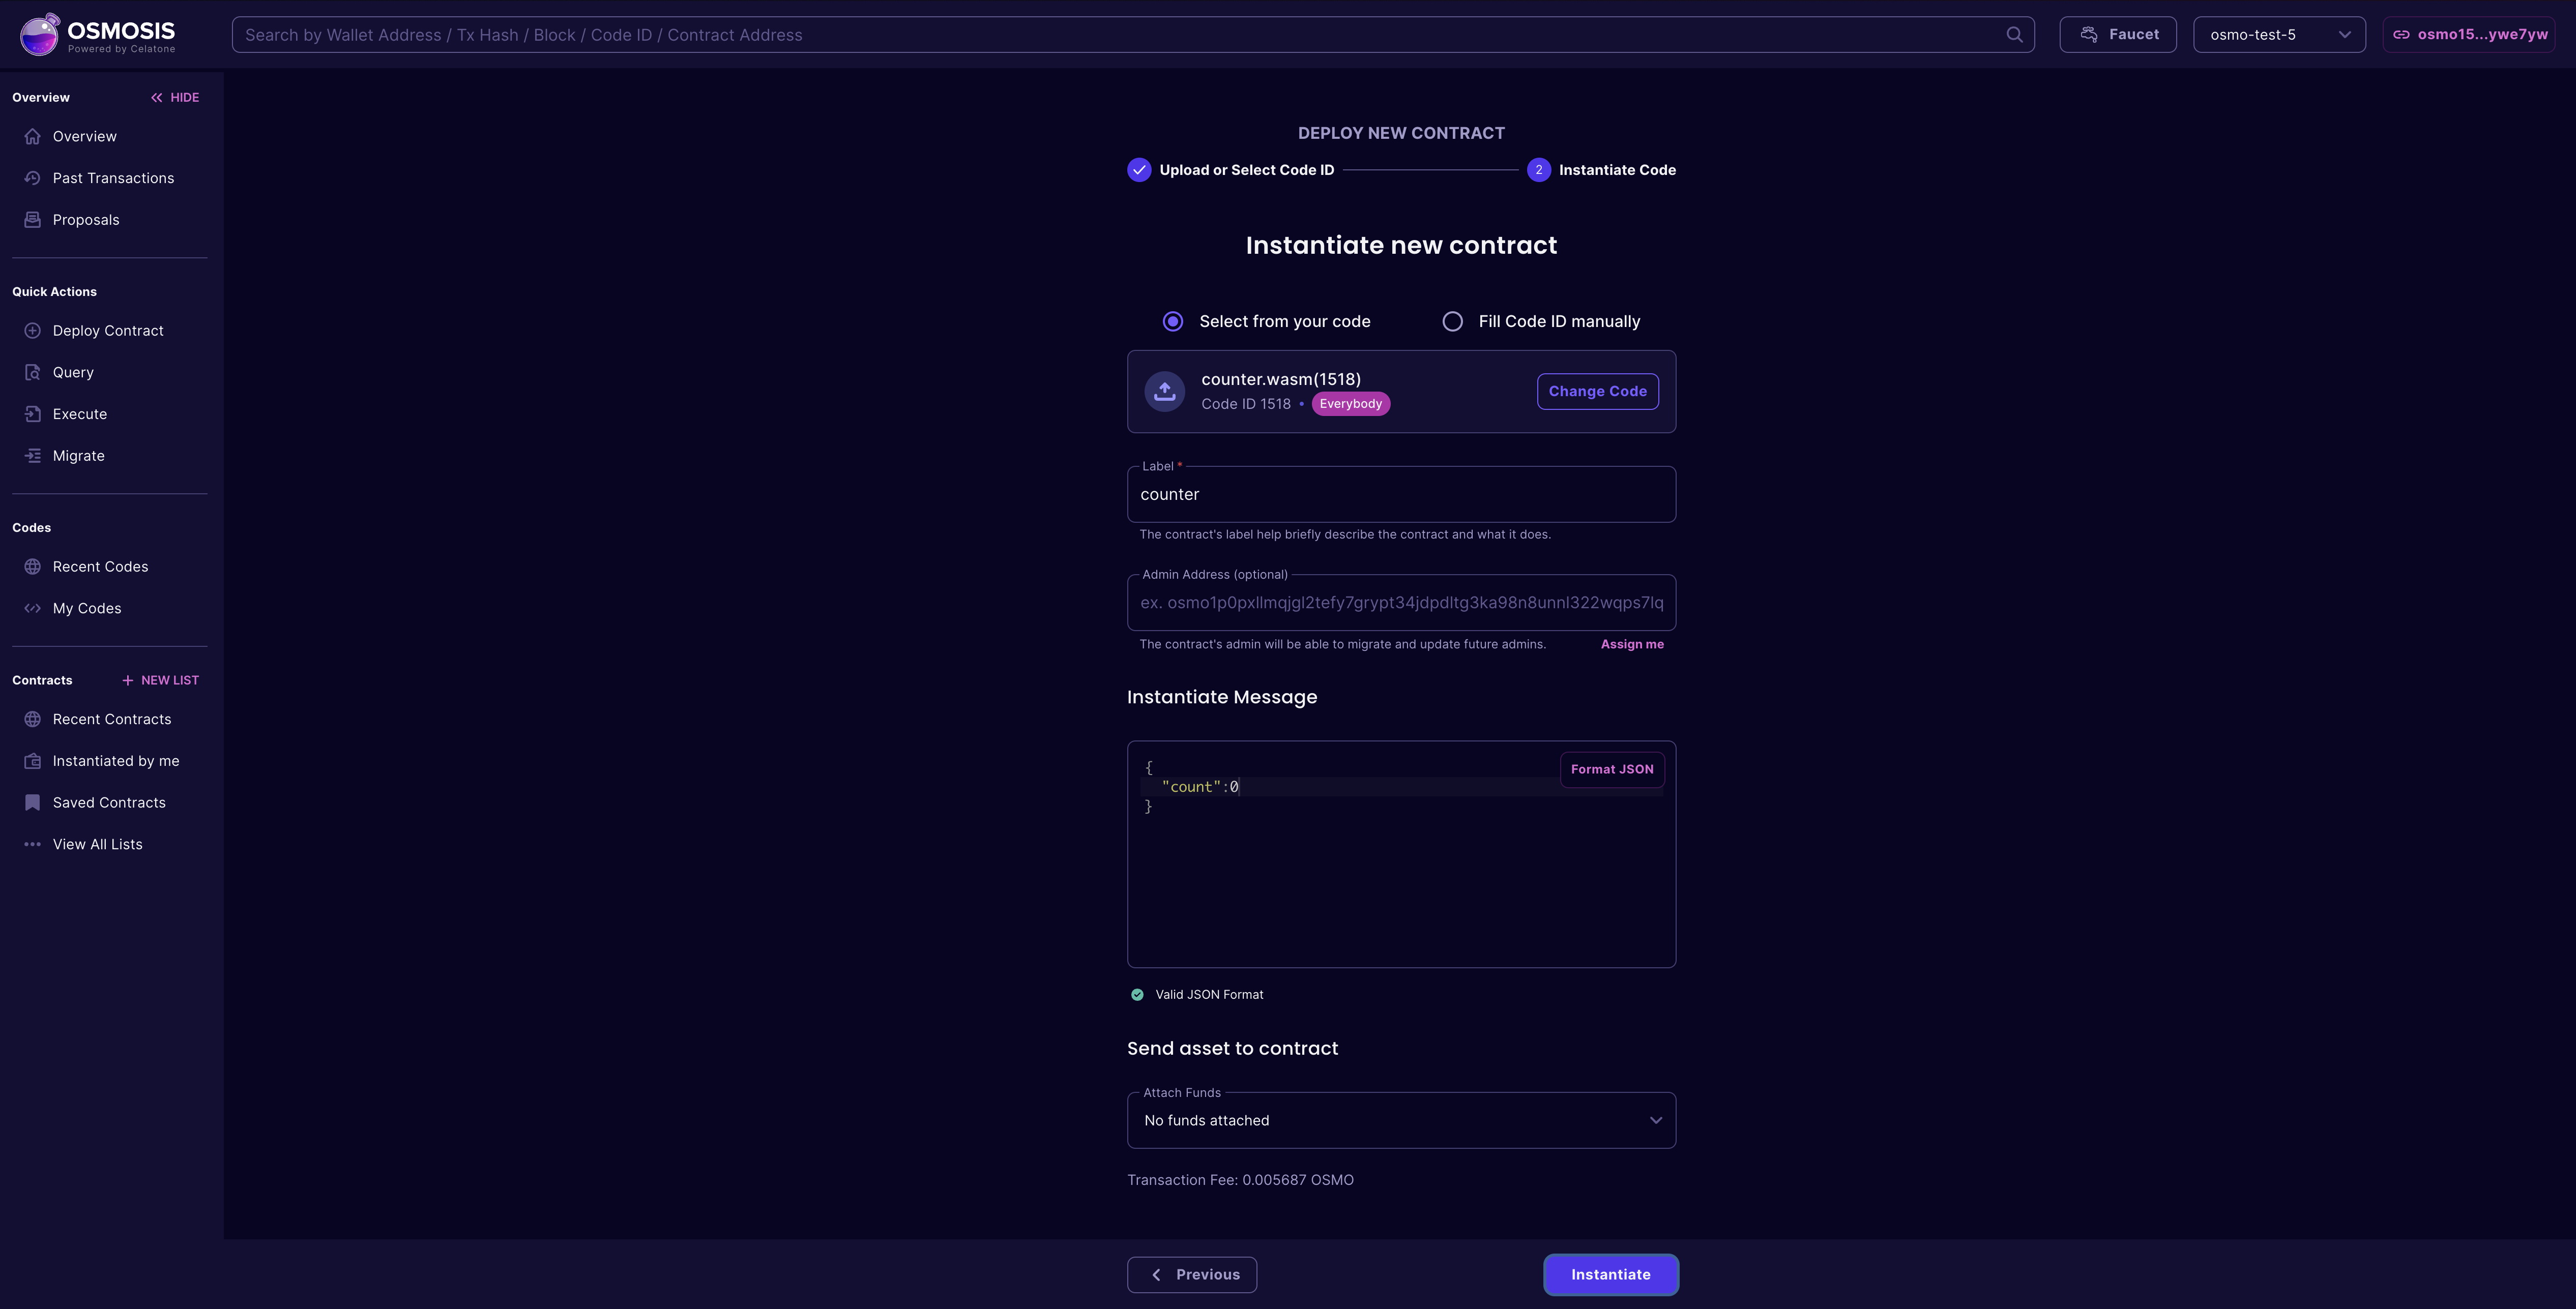 OSMOSIS
Powered by Celatone
Search by Wallet Address / Tx Hash / Block / Code ID / Contract Address
Faucet
osmo-test-5
osmo15...ywe7yw
Overview
HIDE
Overview
Past Transactions
Proposals
Quick Actions
Deploy Contract
Query
Execute
Migrate
Codes
Recent Codes
My Codes
Contracts
NEW LIST
Recent Contracts
Instantiated by me
Saved Contracts
View All Lists
DEPLOY NEW CONTRACT
Upload or Select Code ID
2 Instantiate Code
Instantiate new contract
Select from your code
Fill Code ID manually
counter.wasm(1518)
Code ID 1518 • Everybody
Change Code
Label *
counter
The contract's label help briefly describe the contract and what it does.
Admin Address (optional)
ex. osmo1p0pxllmqjgl2tefy7grypt34jdpdltg3ka98n8unnl322wqps7lq
The contract's admin will be able to migrate and update future admins.
Assign me
Instantiate Message
Format JSON
{
"count":0
}
Valid JSON Format
Send asset to contract
Attach Funds
No funds attached
Transaction Fee: 0.005687 OSMO
Previous
Instantiate